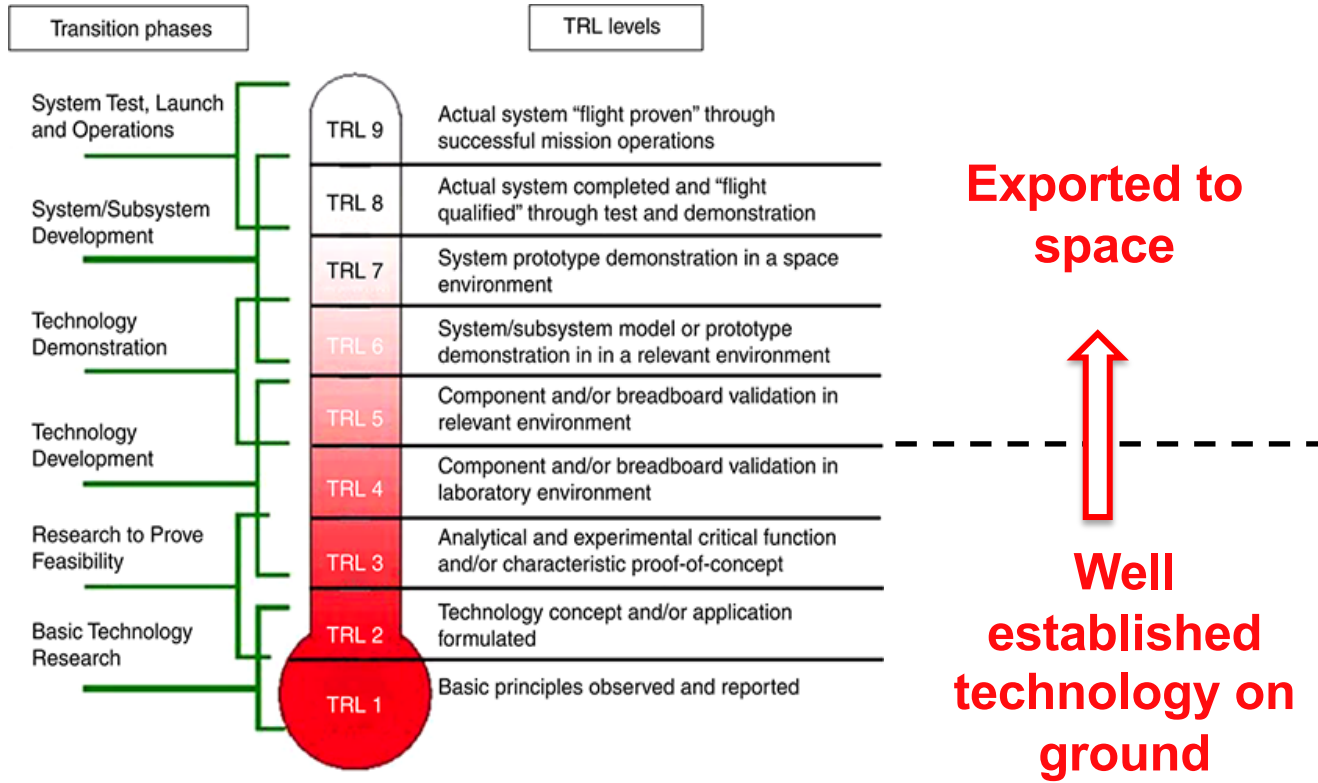 Transition phases
TRL levels
System Test, Launch
and Operations
System/Subsystem
Development
Technology
Demonstration
Technology
Development
Research to Prove
Feasibility
Basic Technology
Research
TRL 9
Actual system “flight proven” through
successful mission operations
TRL 8
Actual system completed and “flight
qualified” through test and demonstration
TRL 7
System prototype demonstration in a space
environment
TRL 6
System/subsystem model or prototype
demonstration in in a relevant environment
TRL 5
Component and/or breadboard validation in
relevant environment
TRL 4
Component and/or breadboard validation in
laboratory environment
TRL 3
Analytical and experimental critical function
and/or characteristic proof-of-concept
TRL 2
Technology concept and/or application
formulated
TRL 1
Basic principles observed and reported
Exported to
space
Well
established
technology on
ground